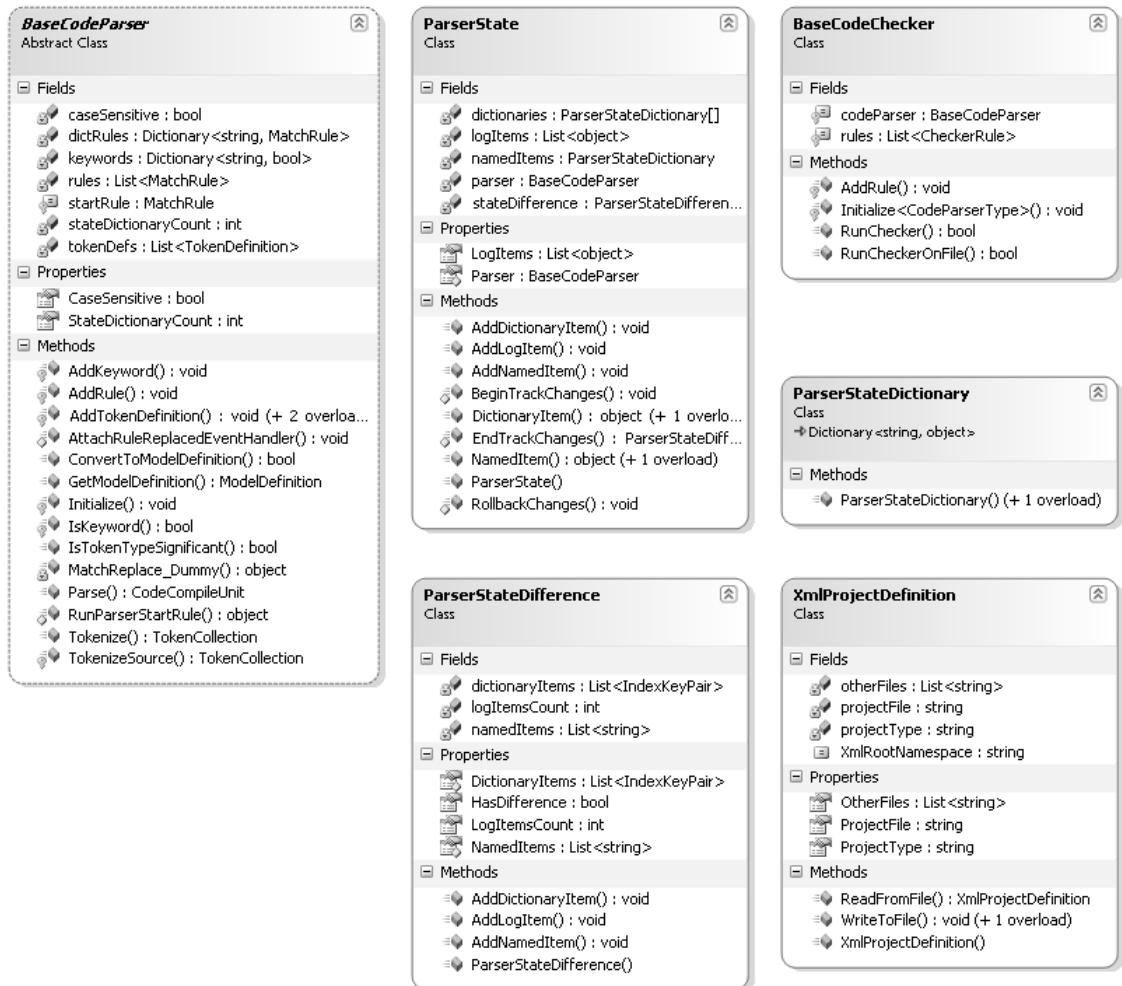 BaseCodeParser
Abstract Class
Fields
caseSensitive : bool
dictRules : Dictionary<string, MatchRule>
keywords : Dictionary<string, bool>
rules : List<MatchRule>
startRule : MatchRule
stateDictionaryCount : int
tokenDefs : List<TokenDefinition>
Properties
CaseSensitive : bool
StateDictionaryCount : int
Methods
AddKeyword() : void
AddRule() : void
AddTokenDefinition() : void (+ 2 overloa...
AttachRuleReplacedEventHandler() : void
ConvertToModelDefinition() : bool
GetModelDefinition() : ModelDefinition
Initialize() : void
IsKeyword() : bool
IsTokenTypeSignificant() : bool
MatchReplace_Dummy() : object
Parse() : CodeCompileUnit
RunParserStartRule() : object
Tokenize() : TokenCollection
TokenizeSource() : TokenCollection
ParserState
Class
Fields
dictionaries : ParserStateDictionary[]
logItems : List<object>
namedItems : ParserStateDictionary
parser : BaseCodeParser
stateDifference : ParserStateDifferen...
Properties
LogItems : List<object>
Parser : BaseCodeParser
Methods
AddDictionaryItem() : void
AddLogItem() : void
AddNamedItem() : void
BeginTrackChanges() : void
DictionaryItem() : object (+ 1 overlo...
EndTrackChanges() : ParserStateDiff...
NamedItem() : object (+ 1 overload)
ParserState()
RollbackChanges() : void
BaseCodeChecker
Class
Fields
codeParser : BaseCodeParser
rules : List<CheckerRule>
Methods
AddRule() : void
Initialize<CodeParserType>() : void
RunChecker() : bool
RunCheckerOnFile() : bool
ParserStateDictionary
Class
Dictionary<string, object>
Methods
ParserStateDictionary() (+ 1 overload)
ParserStateDifference
Class
Fields
dictionaryItems : List<IndexKeyPair>
logItemsCount : int
namedItems : List<string>
Properties
DictionaryItems : List<IndexKeyPair>
HasDifference : bool
LogItemsCount : int
NamedItems : List<string>
Methods
AddDictionaryItem() : void
AddLogItem() : void
AddNamedItem() : void
ParserStateDifference()
XmlProjectDefinition
Class
Fields
otherFiles : List<string>
projectFile : string
projectType : string
XmlRootNamespace : string
Properties
OtherFiles : List<string>
ProjectFile : string
ProjectType : string
Methods
ReadFromFile() : XmlProjectDefinition
WriteToFile() : void (+ 1 overload)
XmlProjectDefinition()